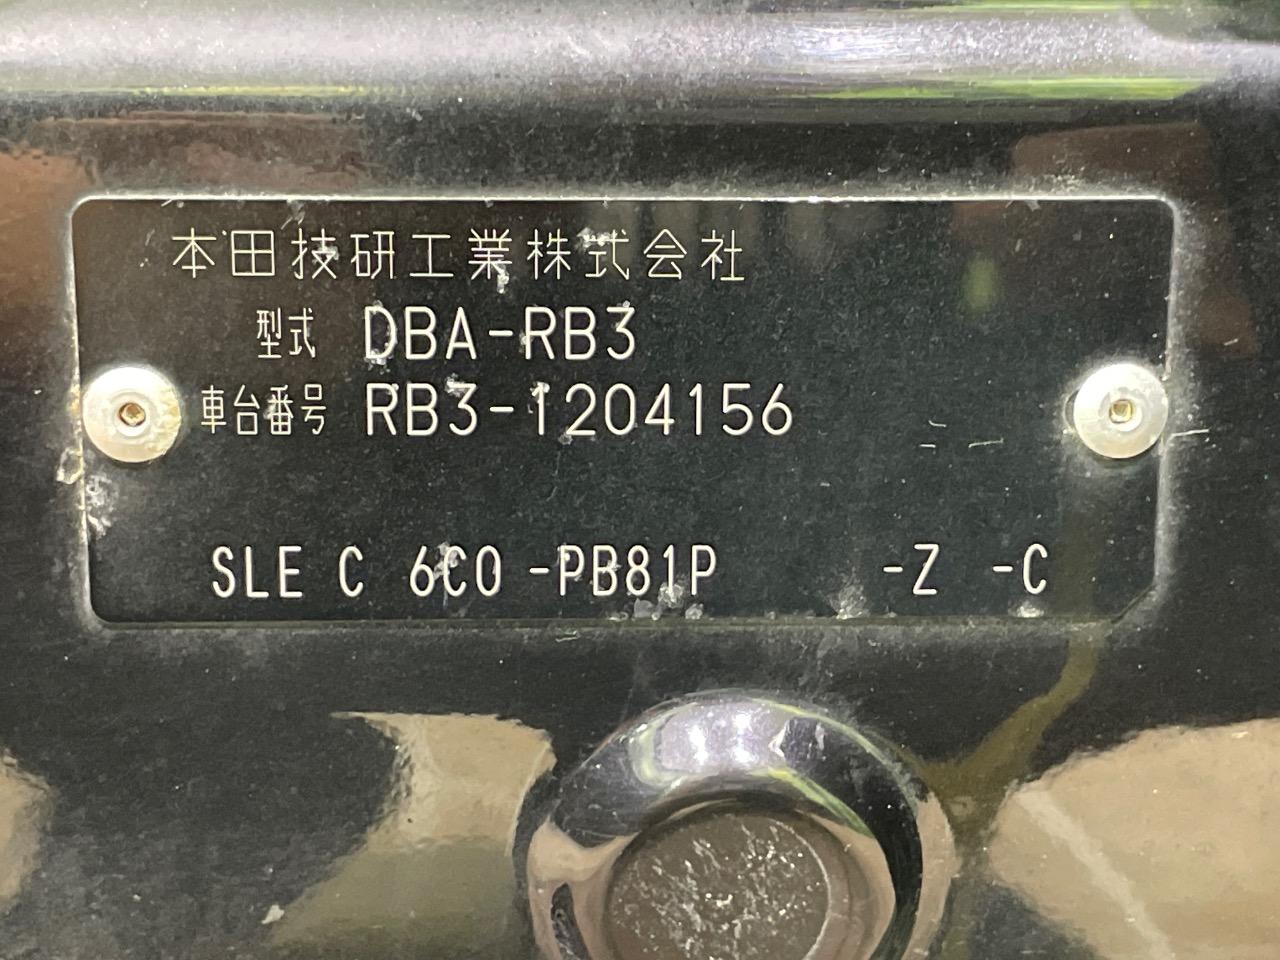 本田技研工業株式会社
型式 DBA-RB3
車台番号 RB3-1204156
SLE C 6C0 -PB81P -Z -C